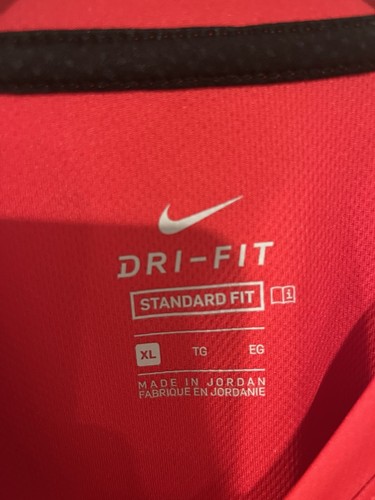 DRI-FIT
STANDARD FIT
XL TG EG
MADE IN JORDAN
FABRIQUE EN JORDANIE